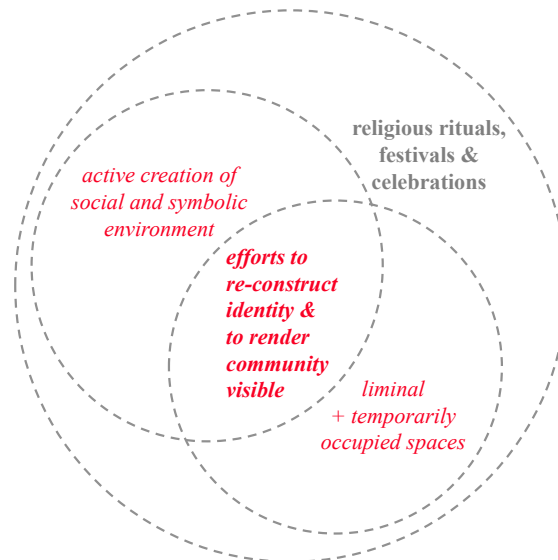 religious rituals,
festivals &
celebrations
active creation of
social and symbolic
environment
efforts to
re-construct
identity &
to render
community
visible
liminal
+ temporarily
occupied spaces